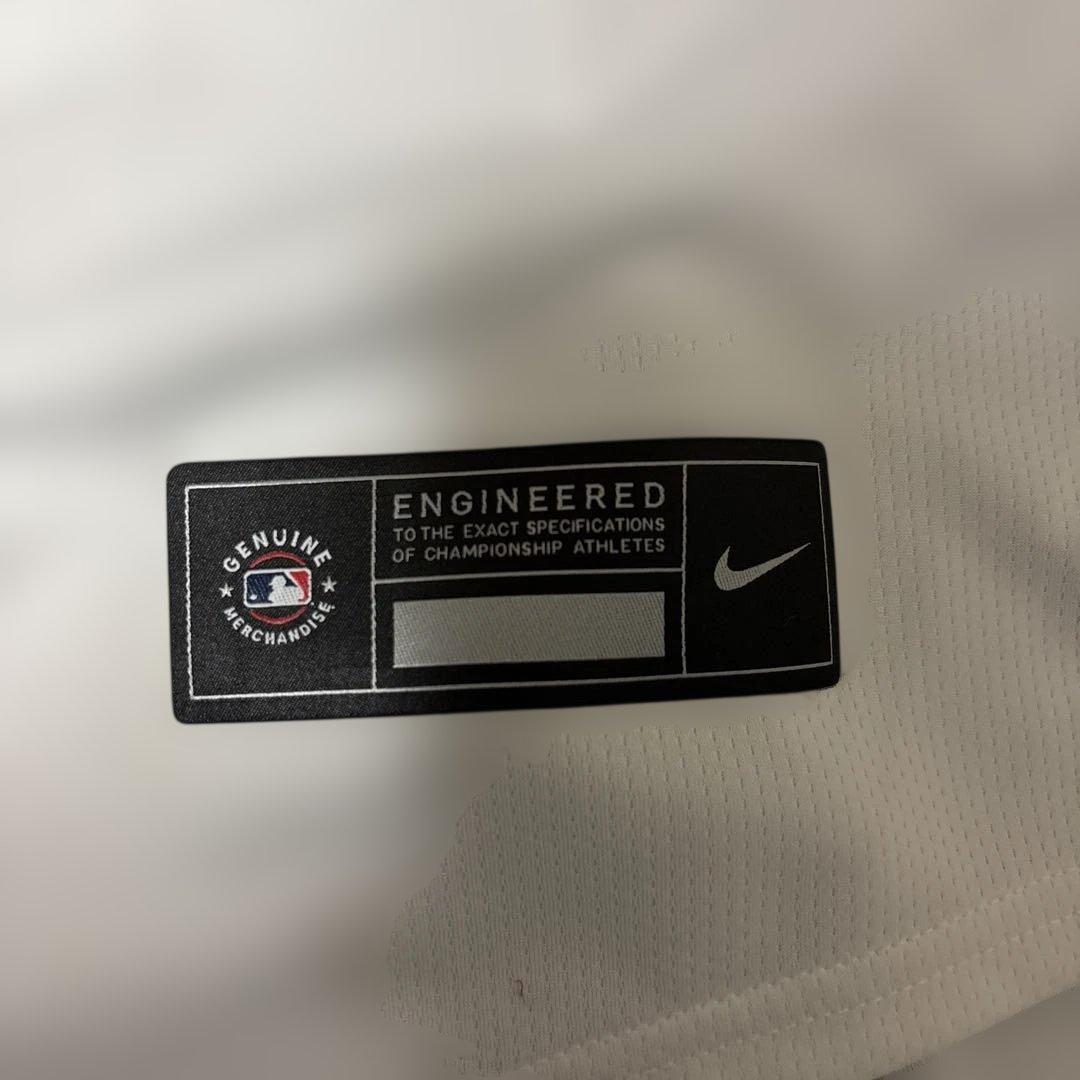 GENUINE
MERCHANDISE
ENGINEERED
TO THE EXACT SPECIFICATIONS
OF CHAMPIONSHIP ATHLETES